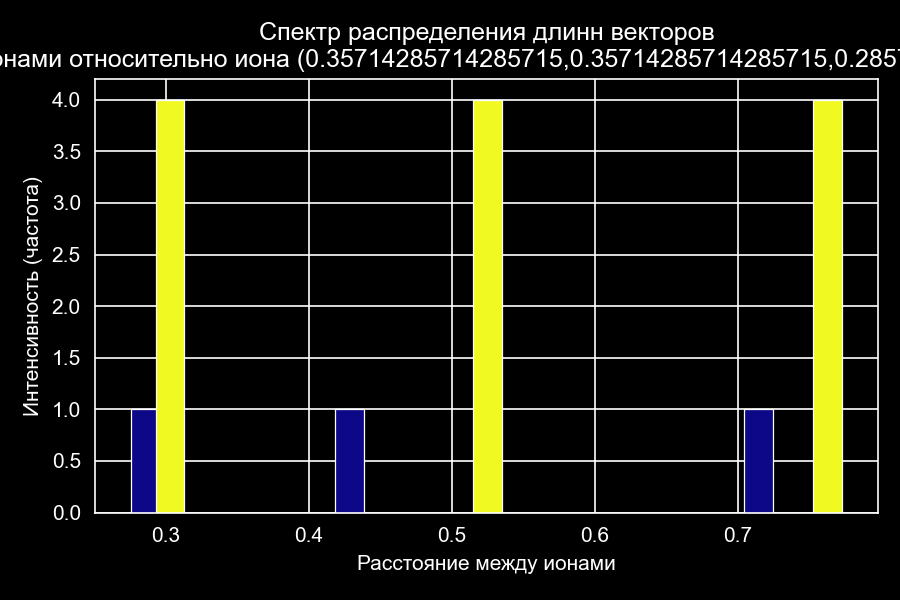 Спектр распределения длинн векторов
относительно иона (0.35714285714285715,0.35714285714285715,0.285
4.0
3.5
3.0
2.5
2.0
1.5
1.0
0.5
0.0
Интенсивность (частота)
0.3 0.4 0.5 0.6 0.7
Расстояние между ионами